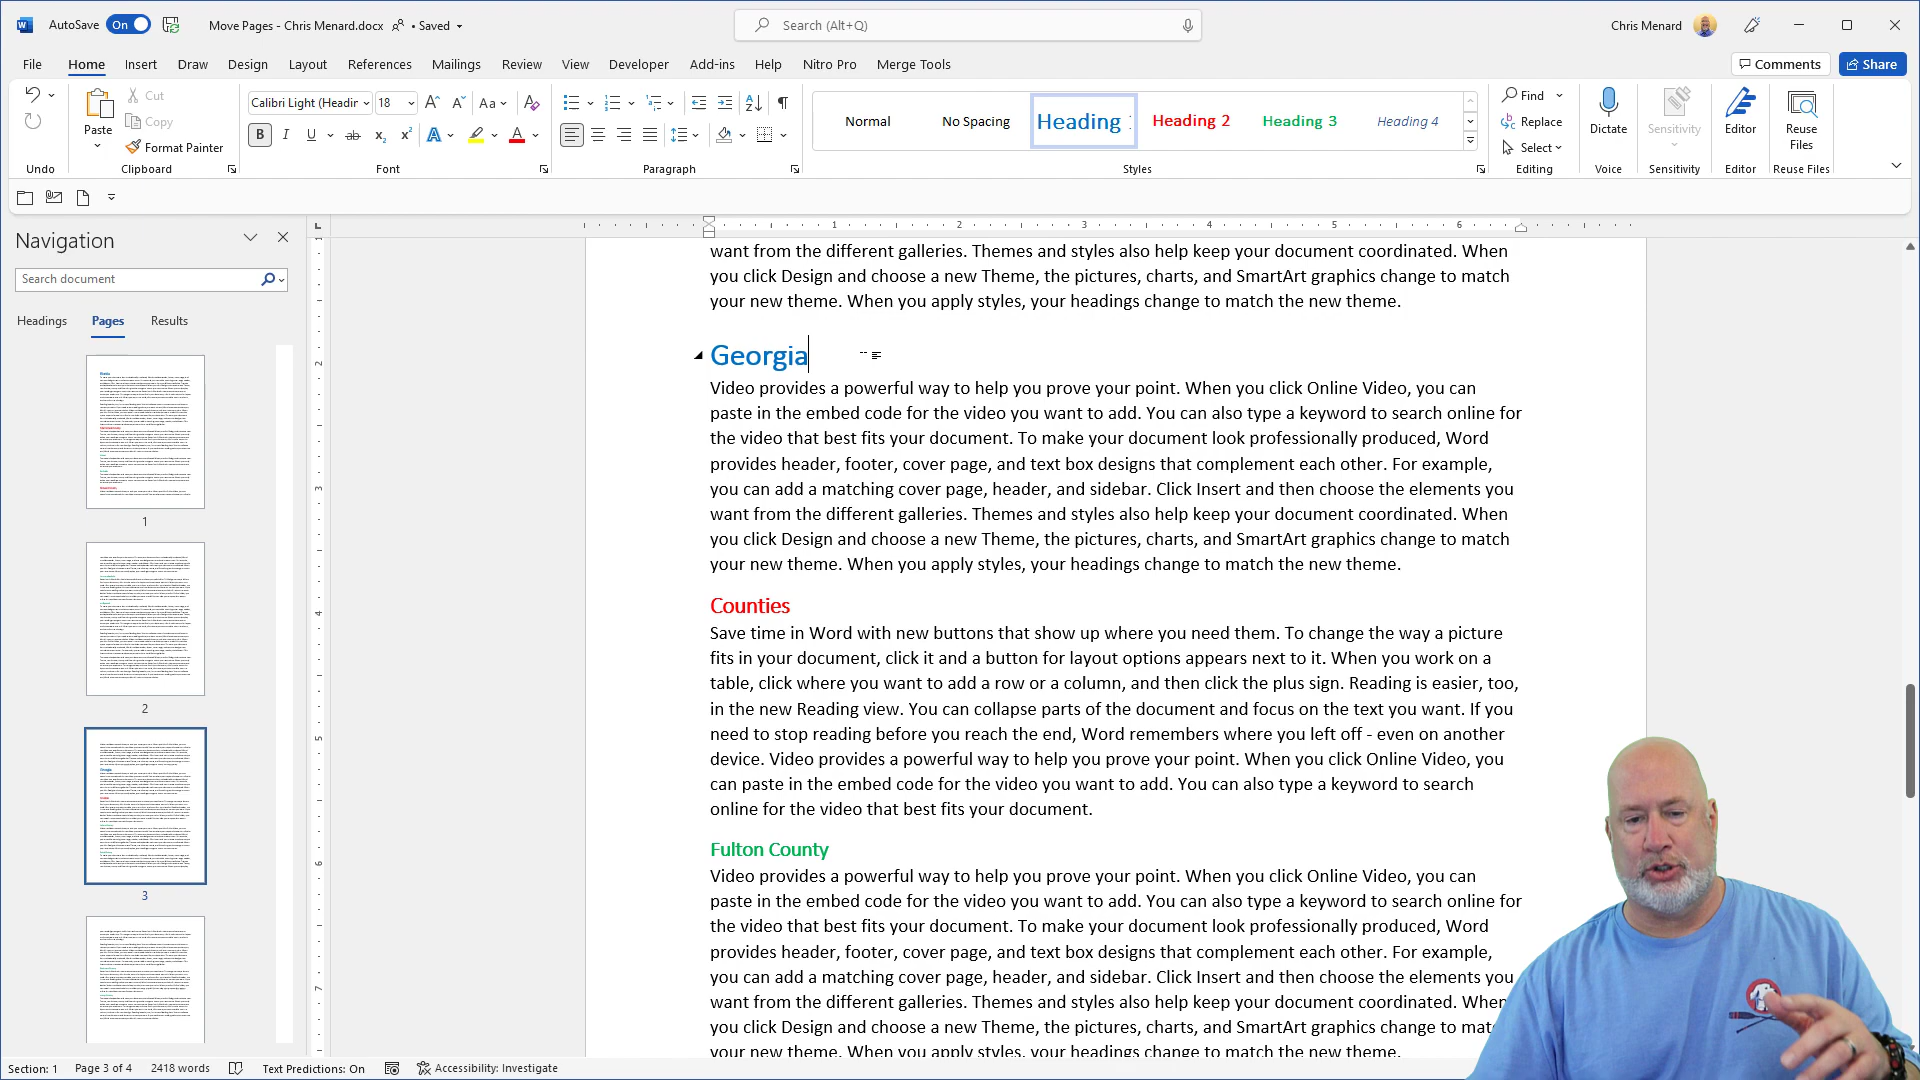 AutoSave On Move Pages - Chris Menard.docx • Saved Search (Alt+Q) Chris Menard
File Home Insert Draw Design Layout References Mailings Review View Developer Add-ins Help Nitro Pro Merge Tools Comments Share
Paste Cut Copy Format Painter
Calibri Light (Headin 18 Aa
B I U ab x₂ x² A A
Normal No Spacing Heading Heading 2 Heading 3 Heading 4
Find Replace Select
Dictate Sensitivity Editor Reuse Files
Undo Clipboard Font Paragraph Styles Editing Voice Sensitivity Editor Reuse Files
Navigation
Search document
Headings Pages Results
1
2
3
1 2 3 4 5 6
2
3
4
5
6
7
want from the different galleries. Themes and styles also help keep your document coordinated. When
you click Design and choose a new Theme, the pictures, charts, and SmartArt graphics change to match
your new theme. When you apply styles, your headings change to match the new theme.
Georgia
Video provides a powerful way to help you prove your point. When you click Online Video, you can
paste in the embed code for the video you want to add. You can also type a keyword to search online for
the video that best fits your document. To make your document look professionally produced, Word
provides header, footer, cover page, and text box designs that complement each other. For example,
you can add a matching cover page, header, and sidebar. Click Insert and then choose the elements you
want from the different galleries. Themes and styles also help keep your document coordinated. When
you click Design and choose a new Theme, the pictures, charts, and SmartArt graphics change to match
your new theme. When you apply styles, your headings change to match the new theme.
Counties
Save time in Word with new buttons that show up where you need them. To change the way a picture
fits in your document, click it and a button for layout options appears next to it. When you work on a
table, click where you want to add a row or a column, and then click the plus sign. Reading is easier, too,
in the new Reading view. You can collapse parts of the document and focus on the text you want. If you
need to stop reading before you reach the end, Word remembers where you left off - even on another
device. Video provides a powerful way to help you prove your point. When you click Online Video, you
can paste in the embed code for the video you want to add. You can also type a keyword to search
online for the video that best fits your document.
Fulton County
Video provides a powerful way to help you prove your point. When you click Online Video, you can
paste in the embed code for the video you want to add. You can also type a keyword to search online for
the video that best fits your document. To make your document look professionally produced, Word
provides header, footer, cover page, and text box designs that complement each other. For example,
you can add a matching cover page, header, and sidebar. Click Insert and then choose the elements you
want from the different galleries. Themes and styles also help keep your document coordinated. When
you click Design and choose a new Theme, the pictures, charts, and SmartArt graphics change to
your new theme. When you apply styles, your headings change to match the new theme.
Section: 1 Page 3 of 4 2418 words Text Predictions: On Accessibility: Investigate